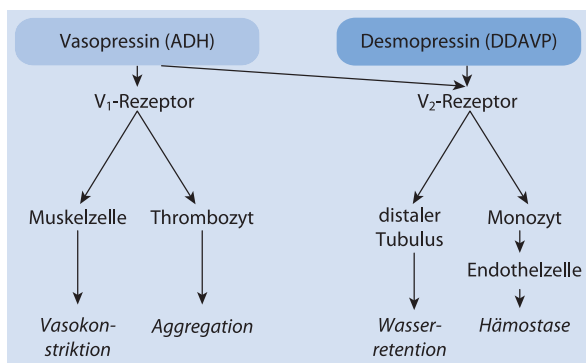 Vasopressin (ADH)
Desmopressin (DDAVP)
V₁-Rezeptor
V₂-Rezeptor
Muskelzelle
Thrombozyt
distaler
Tubulus
Monozyt
Endothelzelle
Vasokon-
striktion
Aggregation
Wasser-
retention
Hämostase